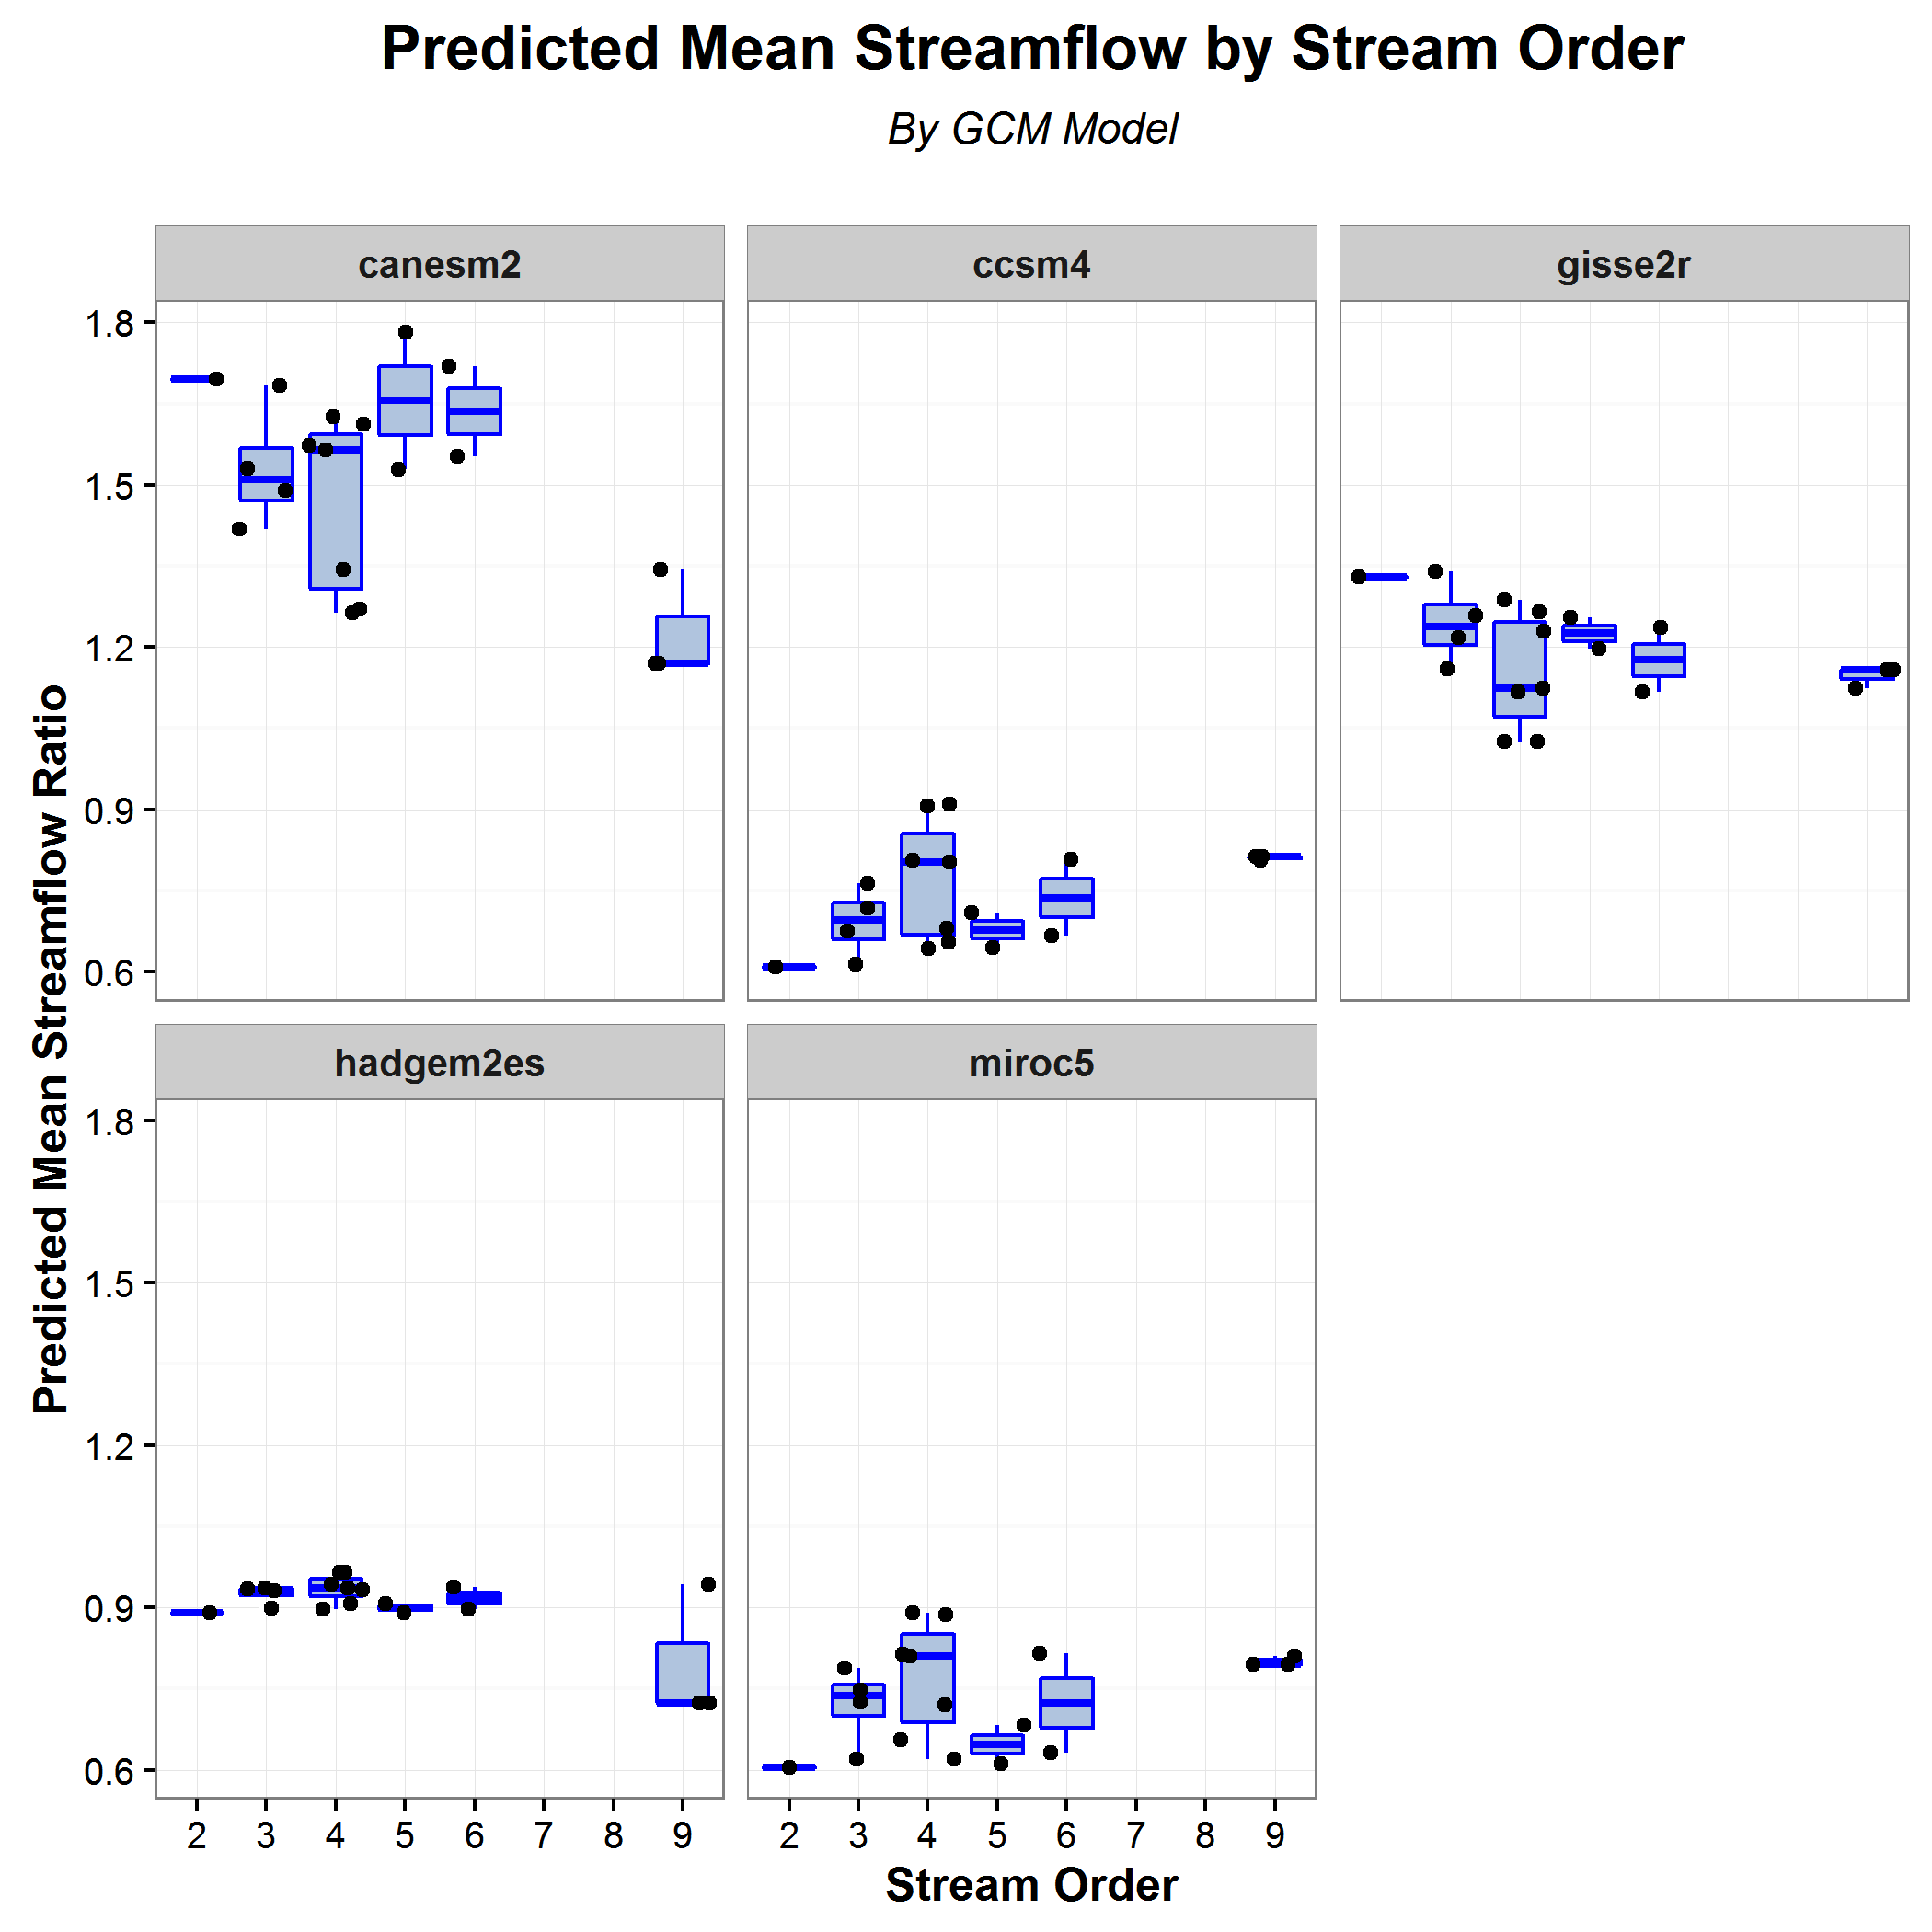 Predicted Mean Streamflow by Stream Order
By GCM Model
canesm2
ccsm4
gisse2r
1.8
1.5
1.2
0.9
0.6
Predicted Mean Streamflow Ratio
hadgem2es
miroc5
1.8
1.5
1.2
0.9
0.6
2 3 4 5 6 7 8 9
2 3 4 5 6 7 8 9
Stream Order